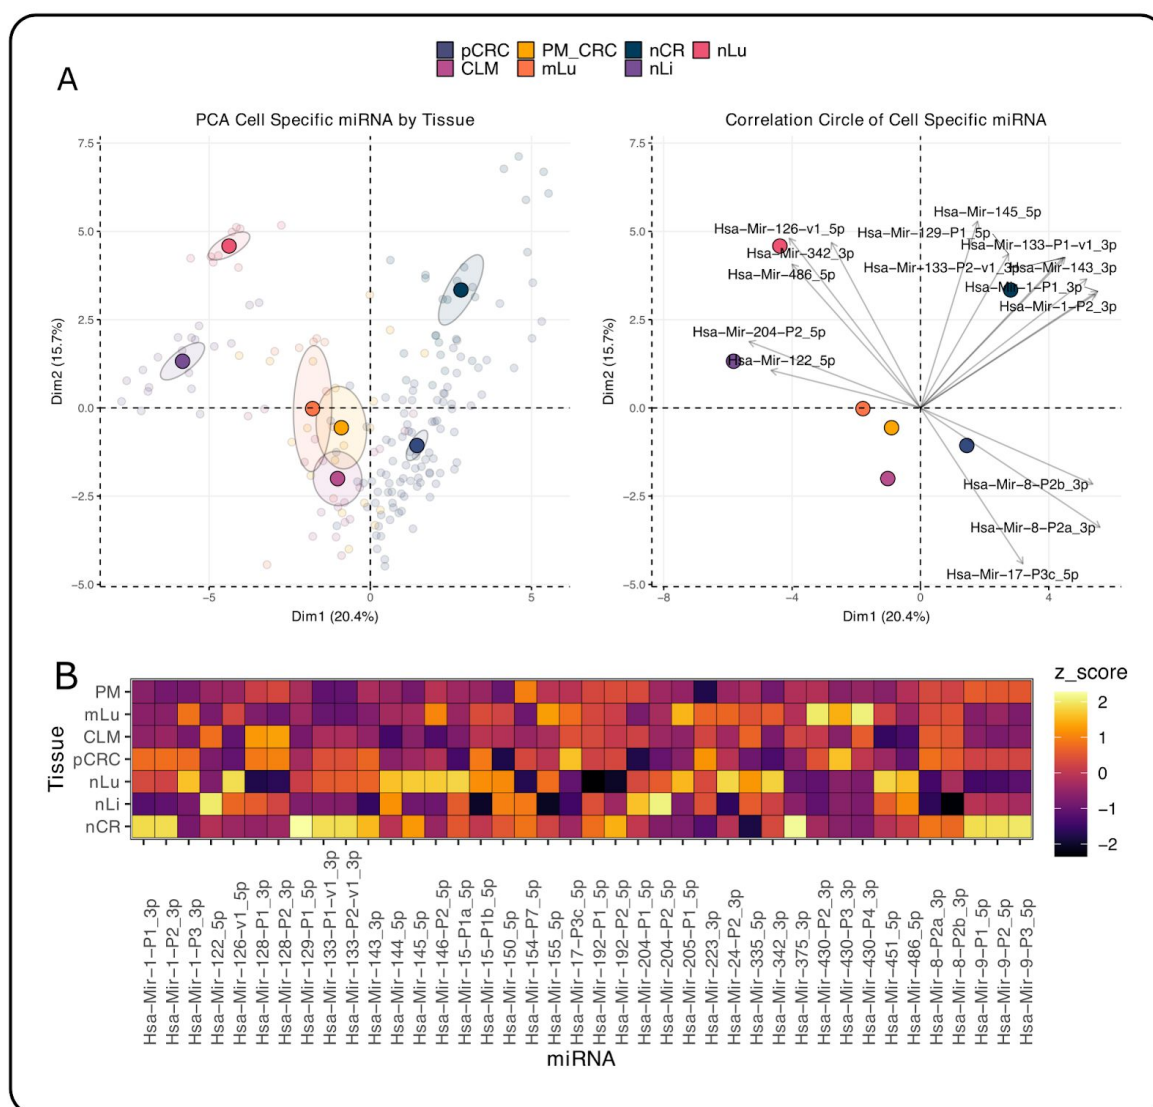 pCRC PM_CRC nCR nLu
CLM mLu nLi
A
PCA Cell Specific miRNA by Tissue
7.5
5.0
2.5
0.0
−2.5
−5.0
Dim2 (15.7%)
−5 0 5
Dim1 (20.4%)
Correlation Circle of Cell Specific miRNA
7.5
5.0
2.5
0.0
−2.5
−5.0
Dim2 (15.7%)
Hsa−Mir−145_5p
Hsa−Mir−126−v1_5p
Hsa−Mir−129−P1_5p
Hsa−Mir−133−P1−v1_3p
Hsa−Mir−342_3p
Hsa−Mir−133−P2−v1_3p
Hsa−Mir−143_3p
Hsa−Mir−486_5p
Hsa−Mir−1−P1_3p
Hsa−Mir−1−P2_3p
Hsa−Mir−204−P2_5p
Hsa−Mir−122_5p
Hsa−Mir−8−P2b_3p
Hsa−Mir−8−P2a_3p
Hsa−Mir−17−P3c_5p
−8 −4 0 4
Dim1 (20.4%)
B
Tissue
PM
mLu
CLM
pCRC
nLu
nLi
nCR
z_score
2
1
0
−1
−2
Hsa−Mir−1−P1_3p
Hsa−Mir−1−P2_3p
Hsa−Mir−1−P3_3p
Hsa−Mir−122_5p
Hsa−Mir−126−v1_5p
Hsa−Mir−128−P1_3p
Hsa−Mir−128−P2_3p
Hsa−Mir−129−P1_5p
Hsa−Mir−133−P1−v1_3p
Hsa−Mir−133−P2−v1_3p
Hsa−Mir−143_3p
Hsa−Mir−144_5p
Hsa−Mir−145_5p
Hsa−Mir−146−P2_5p
Hsa−Mir−15−P1a_5p
Hsa−Mir−15−P1b_5p
Hsa−Mir−150_5p
Hsa−Mir−154−P7_3p
Hsa−Mir−155_5p
Hsa−Mir−17−P3c_5p
Hsa−Mir−192−P1_5p
Hsa−Mir−192−P2_5p
Hsa−Mir−204−P1_5p
Hsa−Mir−204−P2_5p
Hsa−Mir−205−P1_5p
Hsa−Mir−223_3p
Hsa−Mir−24−P2_3p
Hsa−Mir−335_5p
Hsa−Mir−342_3p
Hsa−Mir−375_3p
Hsa−Mir−430−P2_3p
Hsa−Mir−430−P3_3p
Hsa−Mir−430−P4_3p
Hsa−Mir−451_5p
Hsa−Mir−486_5p
Hsa−Mir−8−P2a_3p
Hsa−Mir−8−P2b_3p
Hsa−Mir−9−P1_5p
Hsa−Mir−9−P2_5p
Hsa−Mir−9−P3_5p
miRNA